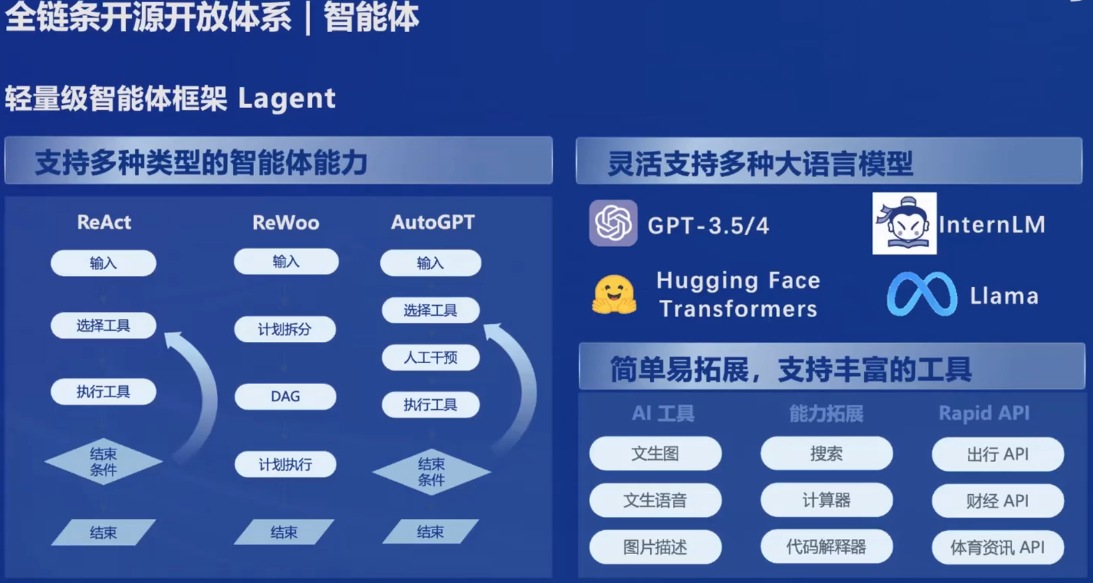 全链条开源开放体系 | 智能体
轻量级智能体框架 Lagent
支持多种类型的智能体能力
ReAct
输入
选择工具
执行工具
结束
条件
结束
ReWoo
输入
计划拆分
DAG
计划执行
结束
AutoGPT
输入
选择工具
人工干预
执行工具
结束
条件
结束
灵活支持多种大语言模型
GPT-3.5/4
InternLM
Hugging Face
Transformers
Llama
简单易拓展，支持丰富的工具
AI 工具
文生图
文生语音
图片描述
能力拓展
搜索
计算器
代码解释器
Rapid API
出行 API
财经 API
体育资讯 API